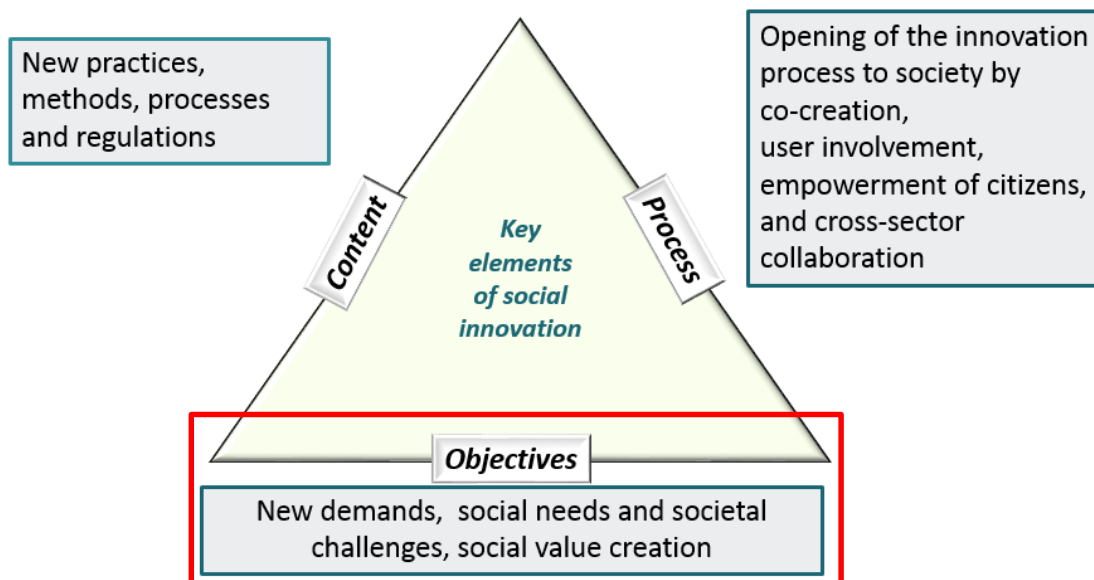 New practices,
methods, processes
and regulations
Opening of the innovation
process to society by
co-creation,
user involvement,
empowerment of citizens,
and cross-sector
collaboration
Content
Key
elements
of social
innovation
Process
Objectives
New demands,  social needs and societal
challenges, social value creation